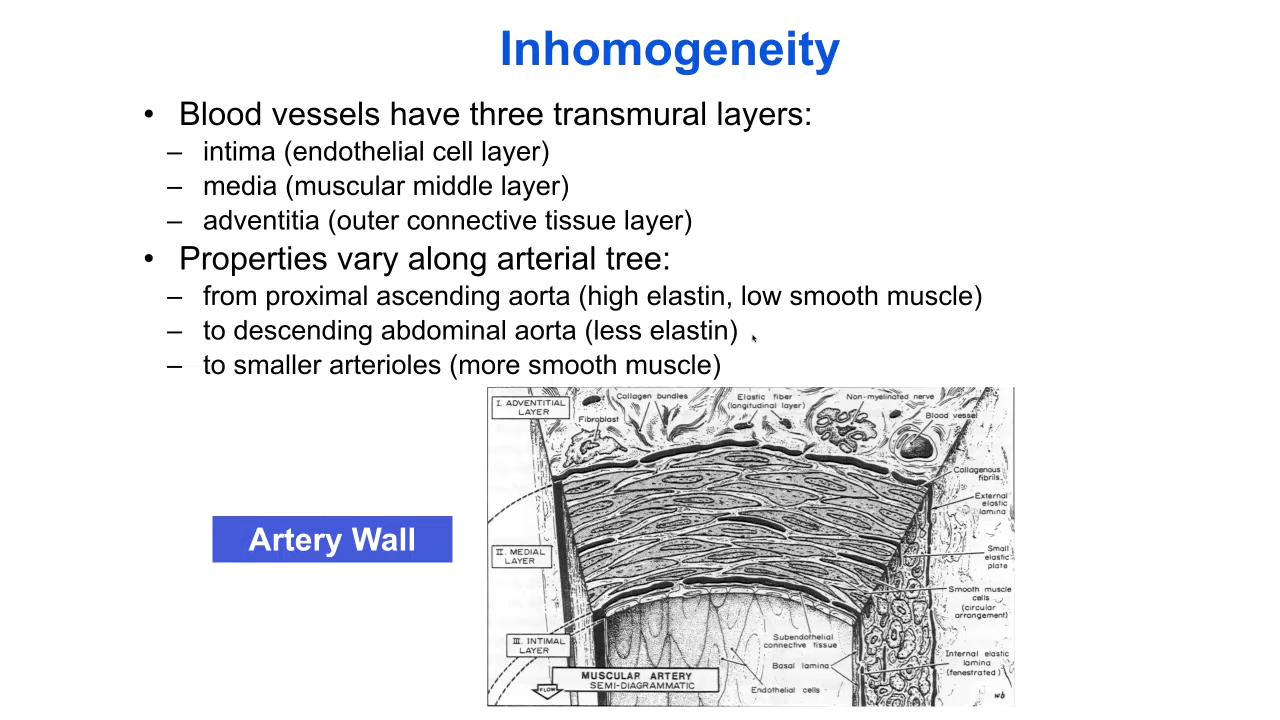 Inhomogeneity
• Blood vessels have three transmural layers:
– intima (endothelial cell layer)
– media (muscular middle layer)
– adventitia (outer connective tissue layer)
• Properties vary along arterial tree:
– from proximal ascending aorta (high elastin, low smooth muscle)
– to descending abdominal aorta (less elastin)
– to smaller arterioles (more smooth muscle)
Artery Wall
I. ADVENTITIAL
LAYER
Collagen bundles
Fibroblast
Elastic fiber
(longitudinal layer)
Non-myelinated nerve
Blood vessel
Collagenous
fibrils
External
elastic
lamina
II. MEDIAL
LAYER
Small
elastic
plate
Smooth muscle
cells
(circular
arrangement)
III. INTIMAL
LAYER
Subendothelial
connective tissue
Basal lamina
Internal elastic
lamina
(fenestrated)
MUSCULAR ARTERY
SEMI-DIAGRAMMATIC
FLOW
Endothelial cells
wb